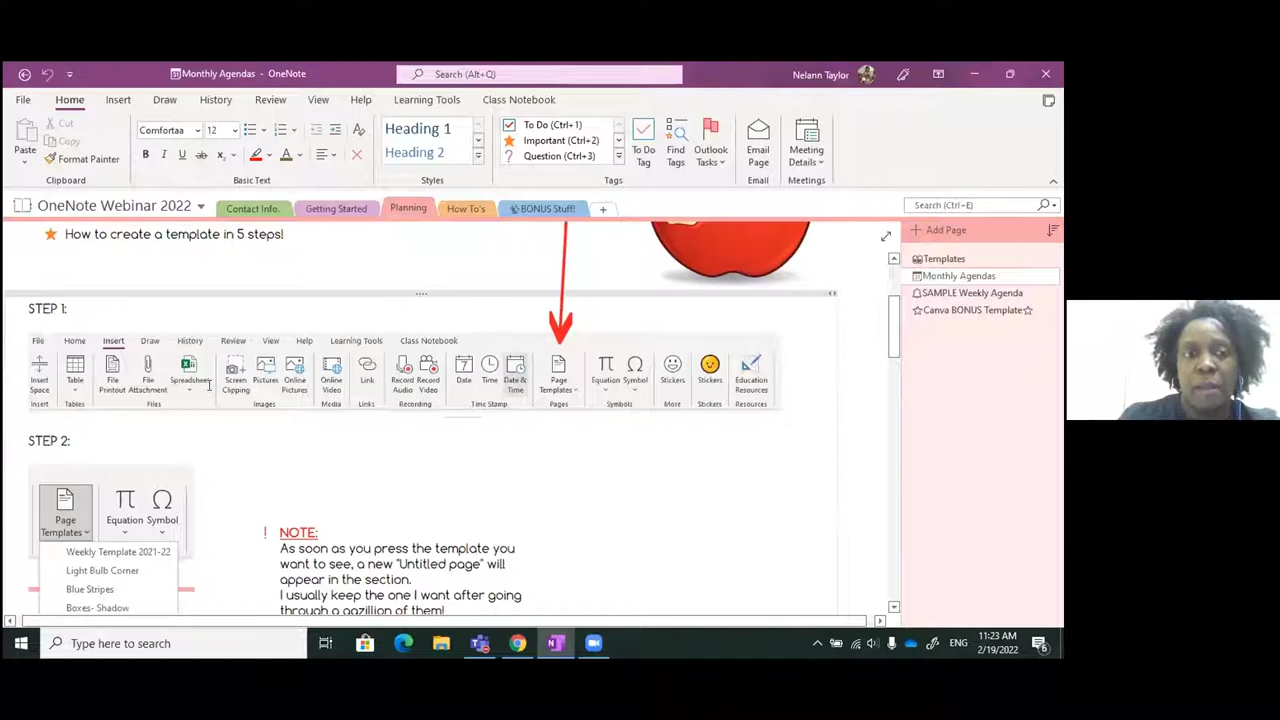 Monthly Agendas - OneNote
Search (Alt+Q)
Nelann Taylor
File Home Insert Draw History Review View Help Learning Tools Class Notebook
Paste
Cut
Copy
Format Painter
Clipboard
Comfortaa 12
B I U ab x₂ A
Basic Text
Heading 1
Heading 2
Styles
To Do (Ctrl+1)
Important (Ctrl+2)
? Question (Ctrl+3)
To Do
Tag
Find
Tags
Outlook
Tasks
Tags
Email
Page
Email
Meeting
Details
Meetings
OneNote Webinar 2022
Contact Info. Getting Started Planning How To's BONUS Stuff! +
Search (Ctrl+E)
Add Page
Templates
Monthly Agendas
SAMPLE Weekly Agenda
Canva BONUS Template
How to create a template in 5 steps!
STEP 1:
File Home Insert Draw History Review View Help Learning Tools Class Notebook
Insert
Space
Insert
Table
Tables
File
Printout
File
Attachment
Spreadsheet
Files
Screen
Clipping
Pictures
Online
Pictures
Images
Online
Video
Media
Link
Links
Record
Audio
Record
Video
Recording
Date
Time
Date &
Time
Time Stamp
Page
Templates
Pages
π
Equation
Ω
Symbol
Symbols
Stickers
More
Stickers
Stickers
Education
Resources
Resources
STEP 2:
Page
Templates
π
Equation
Ω
Symbol
Weekly Template 2021-22
Light Bulb Corner
Blue Stripes
Boxes- Shadow
! NOTE:
As soon as you press the template you
want to see, a new "Untitled page" will
appear in the section.
I usually keep the one I want after going
through a gazillion of them!
Type here to search
ENG
11:23 AM
2/19/2022